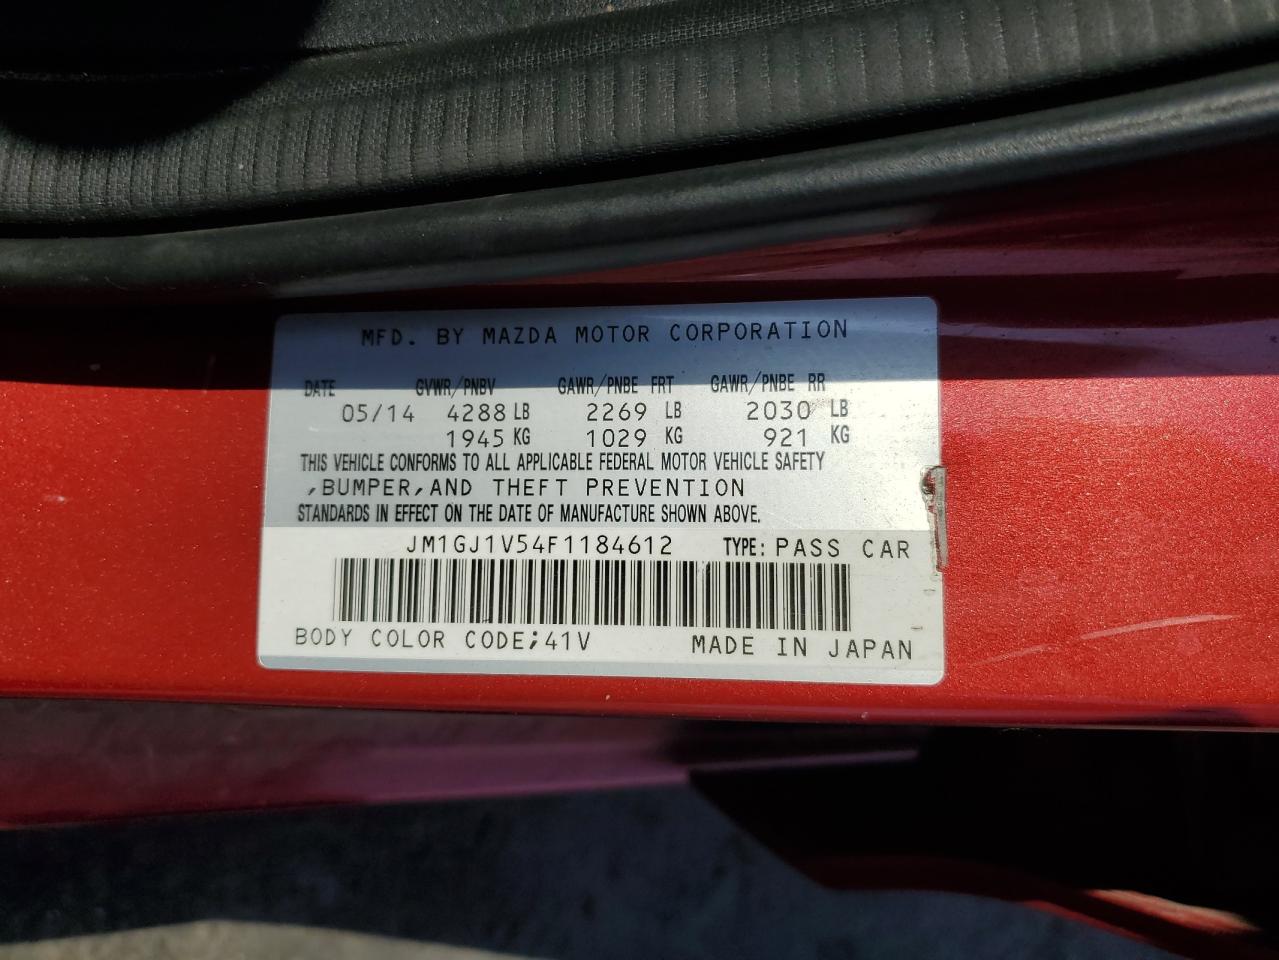 MFD. BY MAZDA MOTOR CORPORATION
DATE GVWR/PNBV GAWR/PNBE FRT GAWR/PNBE RR
05/14 4288 LB 2269 LB 2030 LB
1945 KG 1029 KG 921 KG
THIS VEHICLE CONFORMS TO ALL APPLICABLE FEDERAL MOTOR VEHICLE SAFETY
,BUMPER,AND THEFT PREVENTION
STANDARDS IN EFFECT ON THE DATE OF MANUFACTURE SHOWN ABOVE.
JM1GJ1V54F1184612 TYPE: PASS CAR
BODY COLOR CODE;41V MADE IN JAPAN